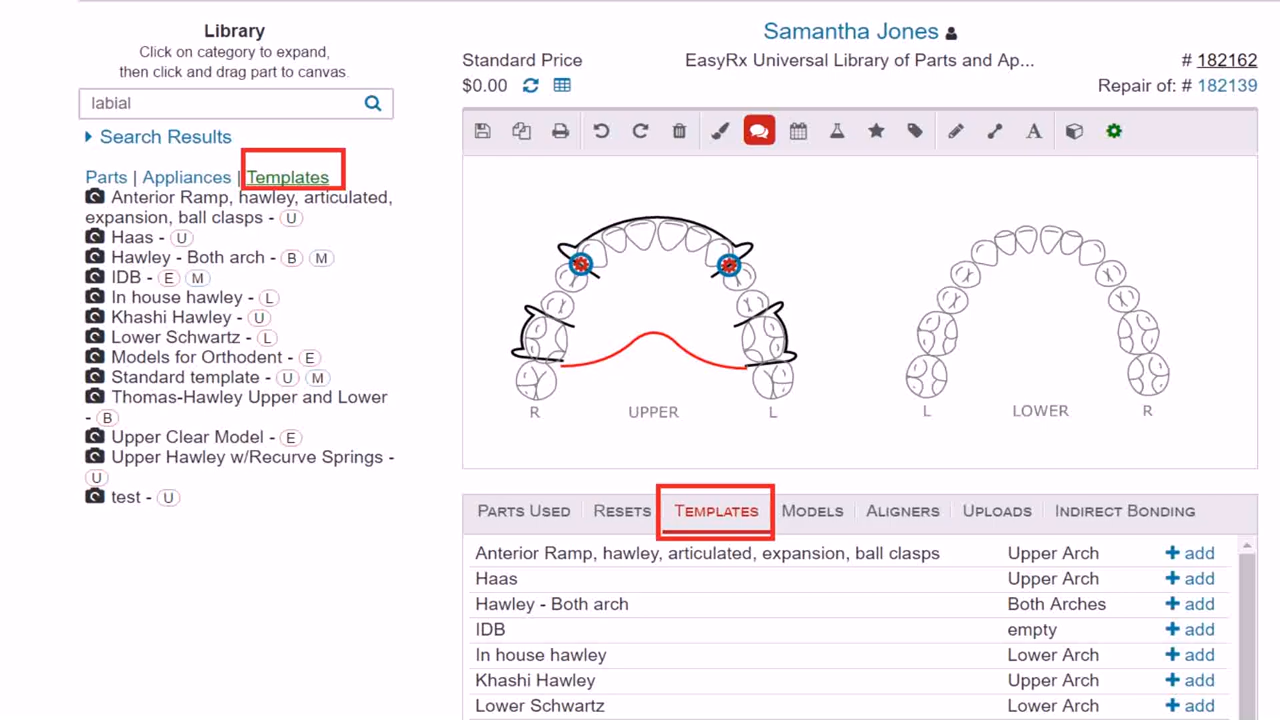 Library
Click on category to expand,
then click and drag part to canvas.
labial
Search Results
Parts | Appliances | Templates
Anterior Ramp, hawley, articulated,
expansion, ball clasps - U
Haas - U
Hawley - Both arch - B M
IDB - E M
In house hawley - L
Khashi Hawley - U
Lower Schwartz - L
Models for Orthodent - E
Standard template - U M
Thomas-Hawley Upper and Lower
- B
Upper Clear Model - E
Upper Hawley w/Recurve Springs -
U
test - U
Samantha Jones
Standard Price
EasyRx Universal Library of Parts and Ap...
# 182162
$0.00
Repair of: # 182139
A
R UPPER L
L LOWER R
PARTS USED RESETS TEMPLATES MODELS ALIGNERS UPLOADS INDIRECT BONDING
Anterior Ramp, hawley, articulated, expansion, ball clasps Upper Arch + add
Haas Upper Arch + add
Hawley - Both arch Both Arches + add
IDB empty + add
In house hawley Lower Arch + add
Khashi Hawley Upper Arch + add
Lower Schwartz Lower Arch + add